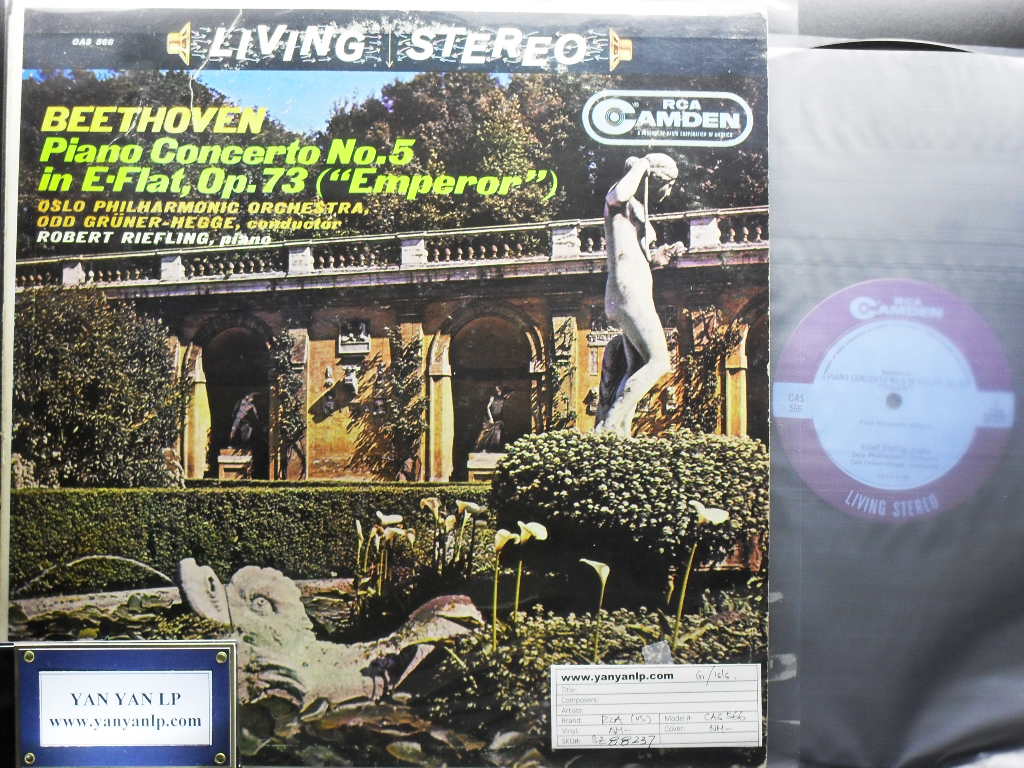 CAS 566
LIVING STEREO
BEETHOVEN
Piano Concerto No.5
in E-Flat, Op.73 ("Emperor")
OSLO PHILHARMONIC ORCHESTRA,
ODD GRÜNER-HEGGE, conductor
ROBERT RIEFLING, piano
RCA
CAMDEN
RCA
CAMDEN
CAS
566
LIVING STEREO
YAN YAN LP
www.yanyanlp.com
www.yanyanlp.com
Title:
Composers:
Artists:
Brand: RCA (US) Model #: CAS 566
Vinyl: NM- Cover: NM-
SKU#: SZ88237